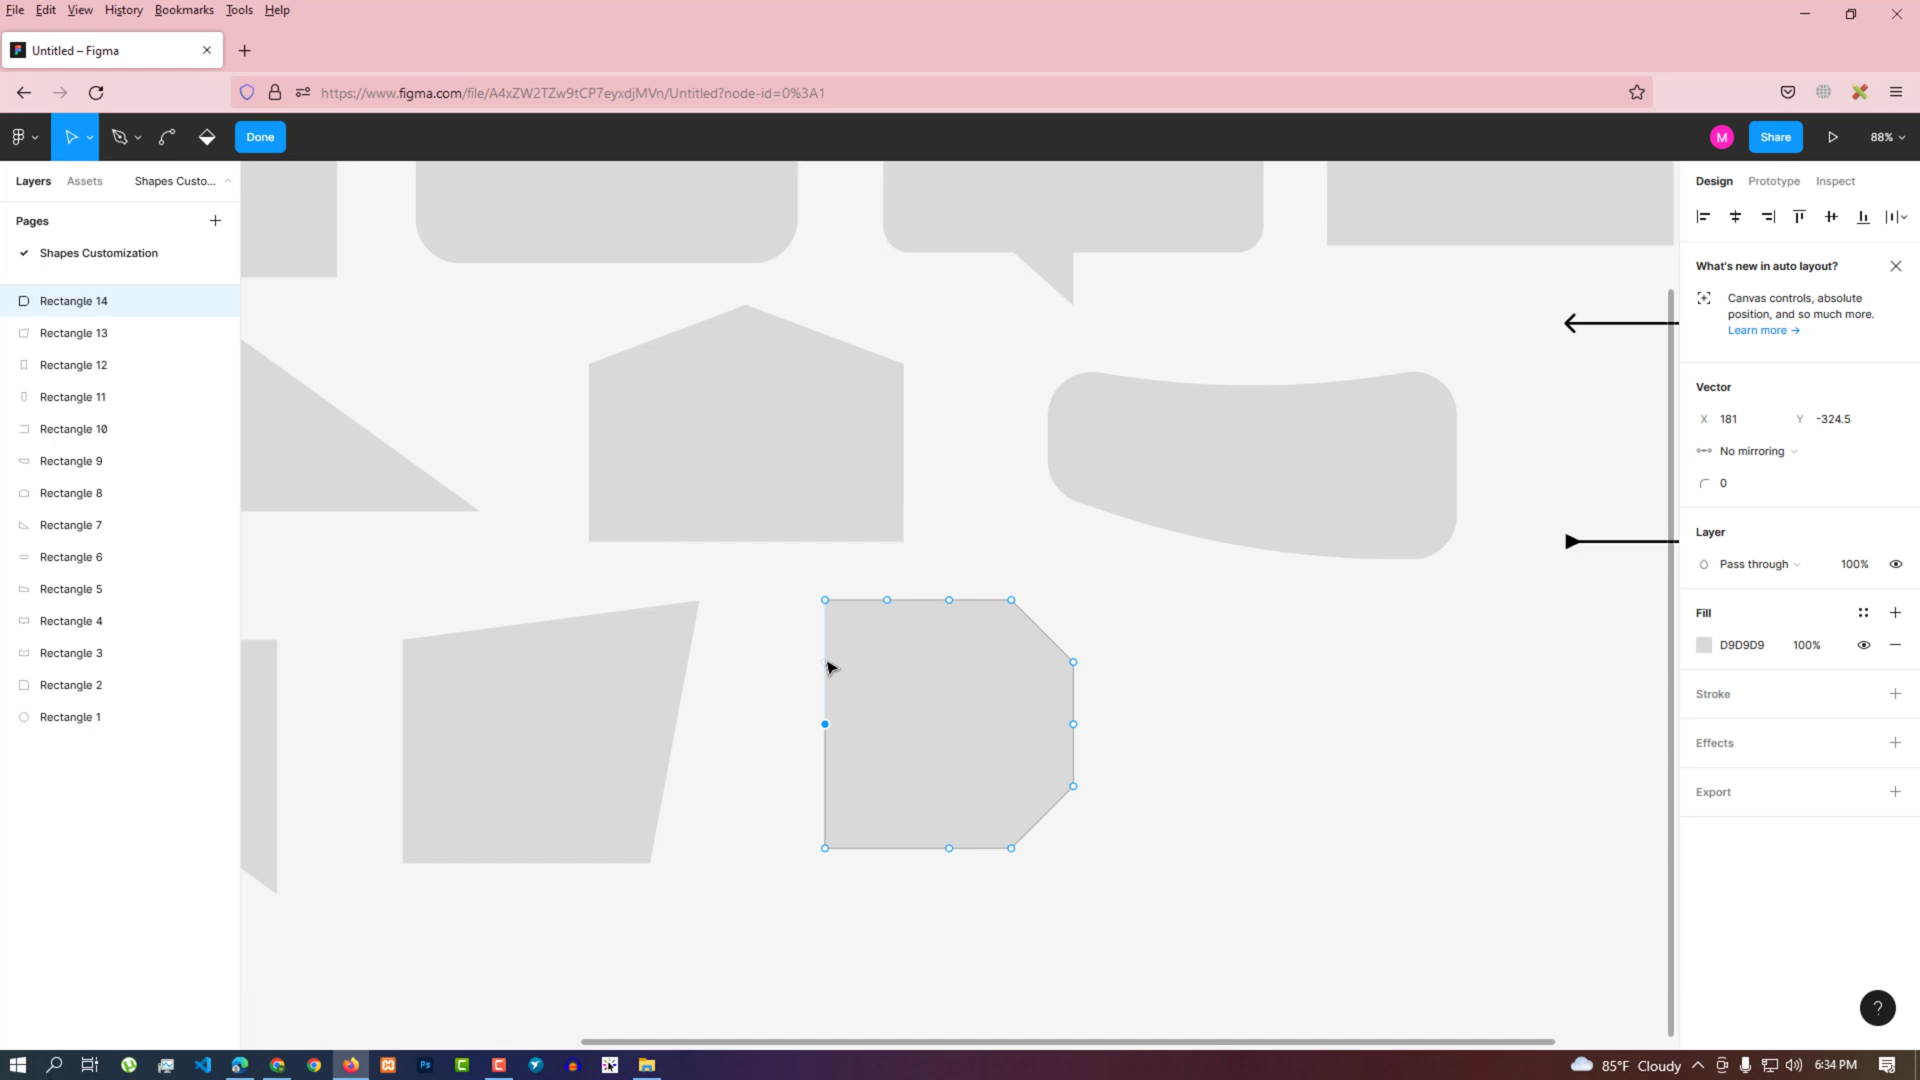 File Edit View History Bookmarks Tools Help
Untitled – Figma
https://www.figma.com/file/A4xZW2TZw9tCP7eyxdjMVn/Untitled?node-id=0%3A1
Done
M
Share
88%
Layers Assets Shapes Custo...
Design Prototype Inspect
Pages
Shapes Customization
Rectangle 14
Rectangle 13
Rectangle 12
Rectangle 11
Rectangle 10
Rectangle 9
Rectangle 8
Rectangle 7
Rectangle 6
Rectangle 5
Rectangle 4
Rectangle 3
Rectangle 2
Rectangle 1
What's new in auto layout?
Canvas controls, absolute
position, and so much more.
Learn more →
Vector
X 181 Y -324.5
No mirroring
0
Layer
Pass through 100%
Fill
D9D9D9 100%
Stroke
Effects
Export
?
Ps
85°F Cloudy 6:34 PM